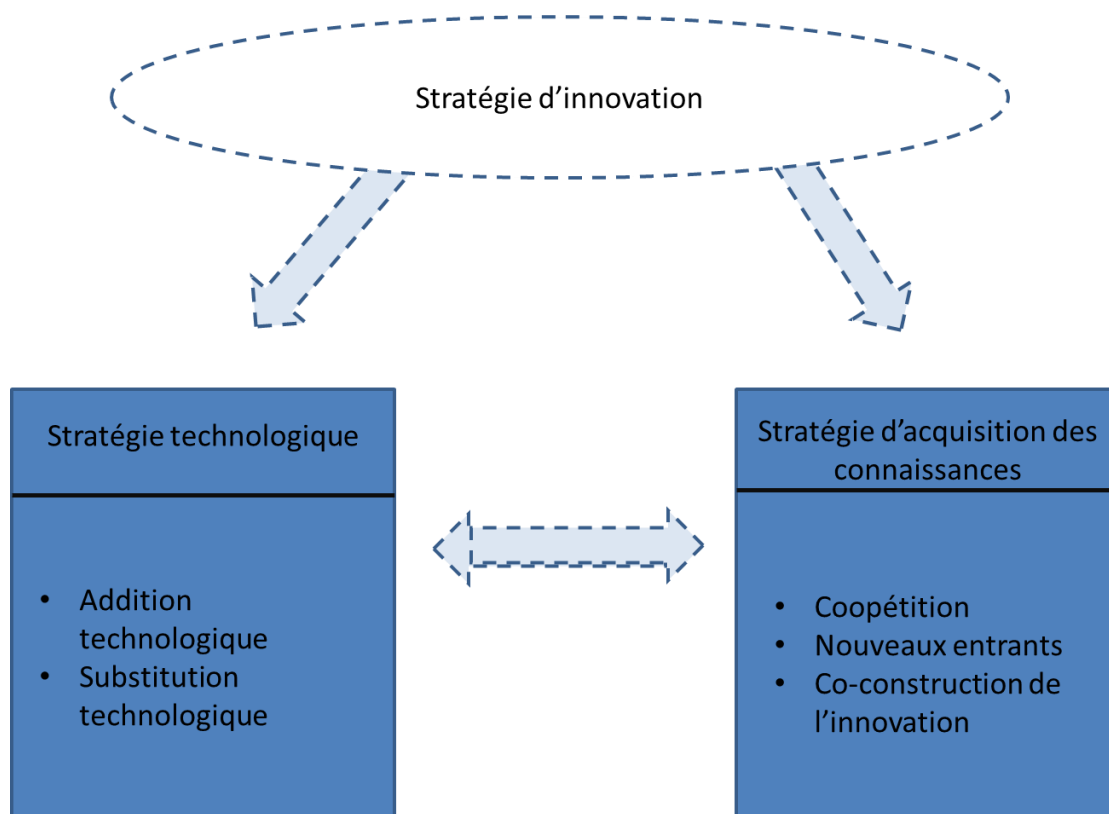 Stratégie d’innovation
Stratégie technologique
• Addition
technologique
• Substitution
technologique
Stratégie d'acquisition des
connaissances
• Coopétition
• Nouveaux entrants
• Co-construction de
l’innovation